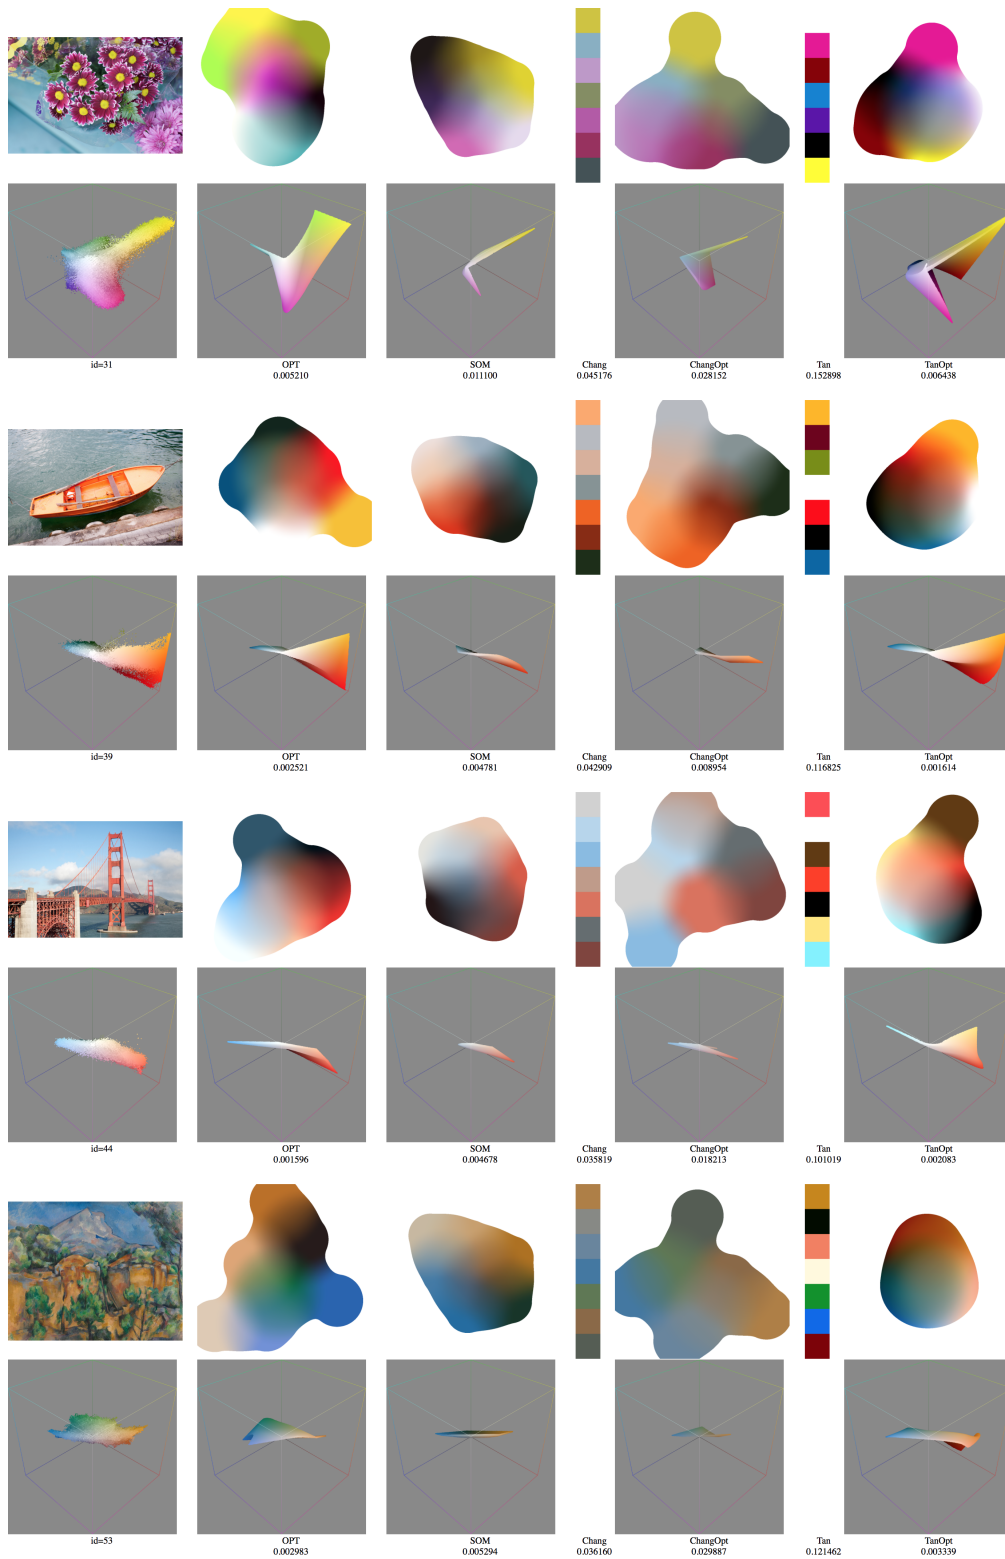 id=31 OPT SOM Chang ChangOpt Tan TanOpt
0.005210 0.011100 0.045176 0.028152 0.152898 0.006438
id=39 OPT SOM Chang ChangOpt Tan TanOpt
0.002521 0.004781 0.042909 0.008954 0.116825 0.001614
id=44 OPT SOM Chang ChangOpt Tan TanOpt
0.001596 0.004678 0.035819 0.018213 0.101019 0.002083
id=53 OPT SOM Chang ChangOpt Tan TanOpt
0.002983 0.005294 0.036160 0.029887 0.121462 0.003339